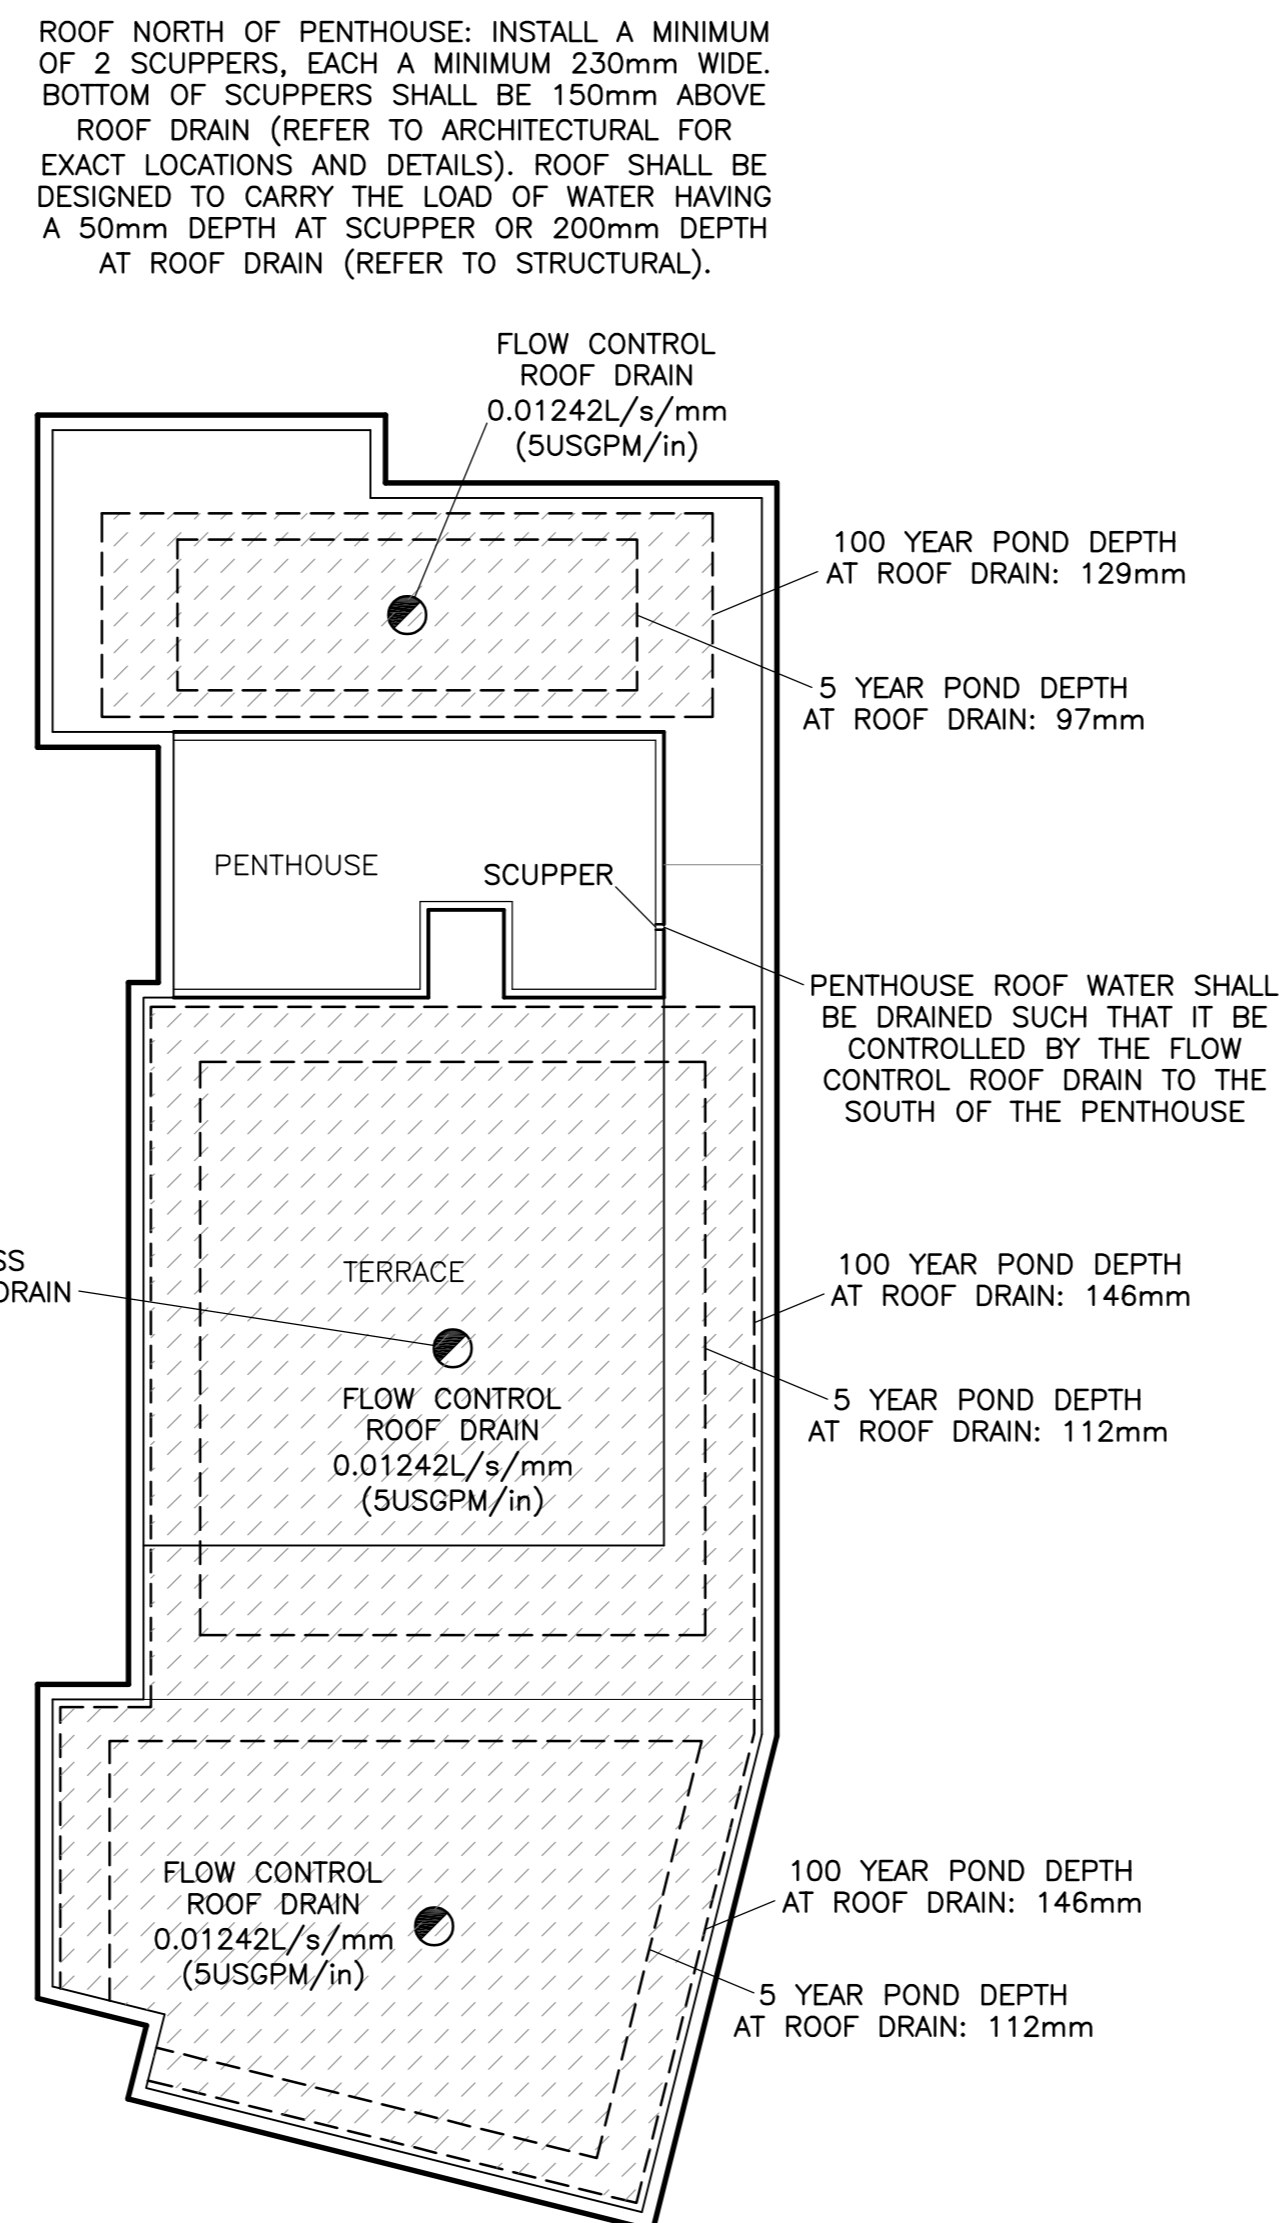 ROOF NORTH OF PENTHOUSE: INSTALL A MINIMUM
OF 2 SCUPPERS, EACH A MINIMUM 230mm WIDE.
BOTTOM OF SCUPPERS SHALL BE 150mm ABOVE
ROOF DRAIN (REFER TO ARCHITECTURAL FOR
EXACT LOCATIONS AND DETAILS). ROOF SHALL BE
DESIGNED TO CARRY THE LOAD OF WATER HAVING
A 50mm DEPTH AT SCUPPER OR 200mm DEPTH
AT ROOF DRAIN (REFER TO STRUCTURAL).
FLOW CONTROL
ROOF DRAIN
0.01242L/s/mm
(5USGPM/in)
100 YEAR POND DEPTH
AT ROOF DRAIN: 129mm
5 YEAR POND DEPTH
AT ROOF DRAIN: 97mm
PENTHOUSE
SCUPPER
PENTHOUSE ROOF WATER SHALL
BE DRAINED SUCH THAT IT BE
CONTROLLED BY THE FLOW
CONTROL ROOF DRAIN TO THE
SOUTH OF THE PENTHOUSE
DRAIN
TERRACE
100 YEAR POND DEPTH
AT ROOF DRAIN: 146mm
FLOW CONTROL
ROOF DRAIN
0.01242L/s/mm
(5USGPM/in)
5 YEAR POND DEPTH
AT ROOF DRAIN: 112mm
FLOW CONTROL
ROOF DRAIN
0.01242L/s/mm
(5USGPM/in)
100 YEAR POND DEPTH
AT ROOF DRAIN: 146mm
5 YEAR POND DEPTH
AT ROOF DRAIN: 112mm